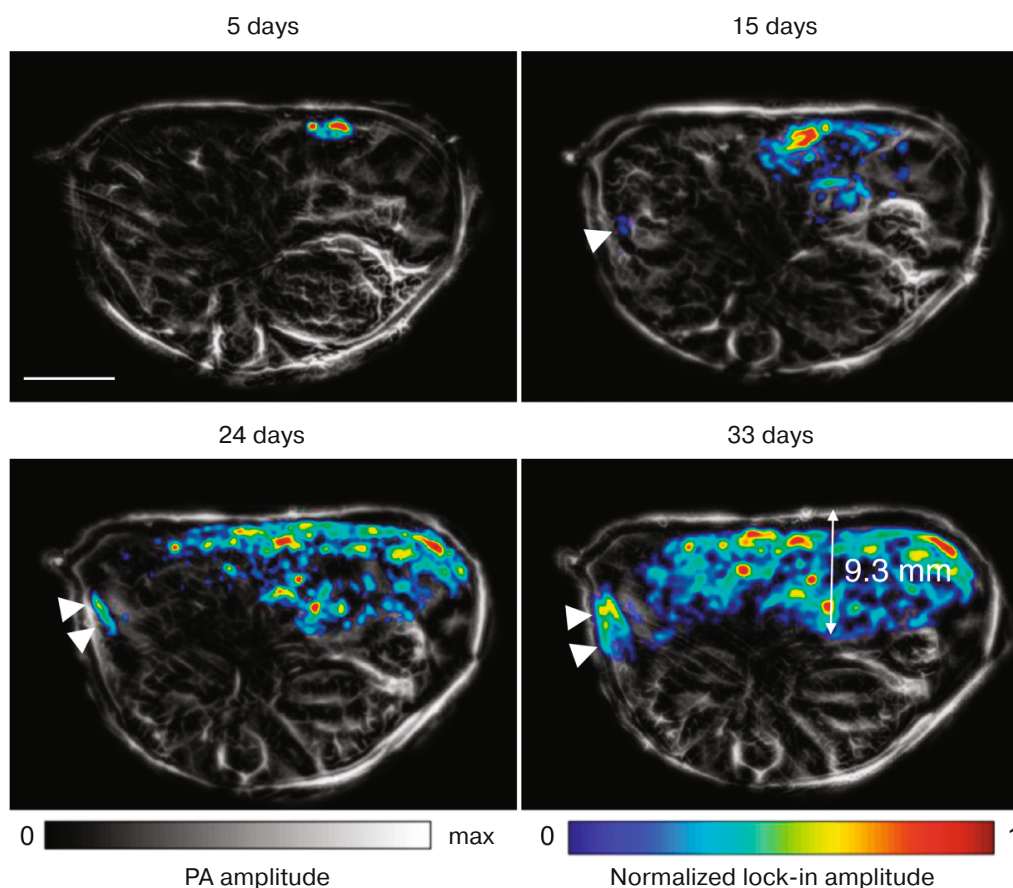 5 days
15 days
24 days
33 days
9.3 mm
0 max
PA amplitude
0 1
Normalized lock-in amplitude